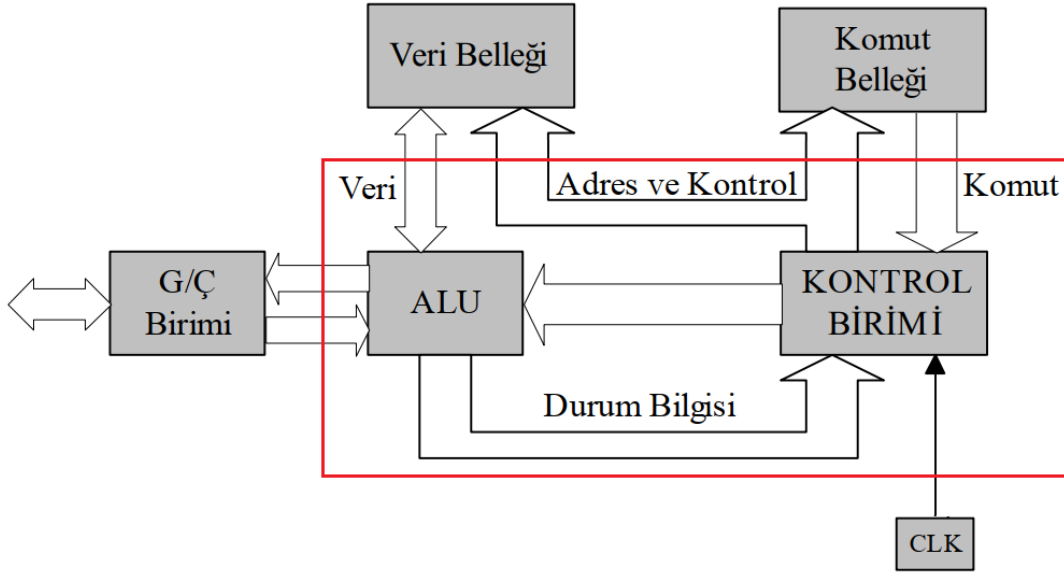 Veri Belleği
Komut
Belleği
Veri
Adres ve Kontrol
Komut
G/Ç
Birimi
ALU
KONTROL
BİRİMİ
Durum Bilgisi
CLK